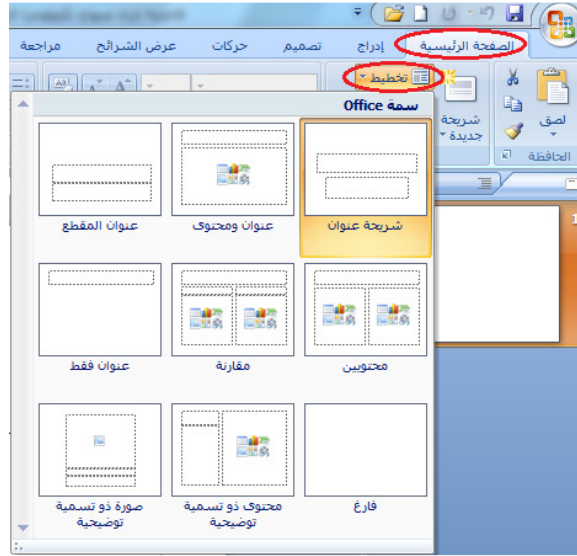 الصفحة الرئيسية
إدراج
تصميم
حركات
عرض الشرائح
مراجعة
لصق
الحافظة
شريحة
جديدة
تخطيط
سمة Office
شريحة عنوان
عنوان ومحتوى
عنوان المقطع
محتويين
مقارنة
عنوان فقط
فارغ
محتوى ذو تسمية
توضيحية
صورة ذو تسمية
توضيحية
1